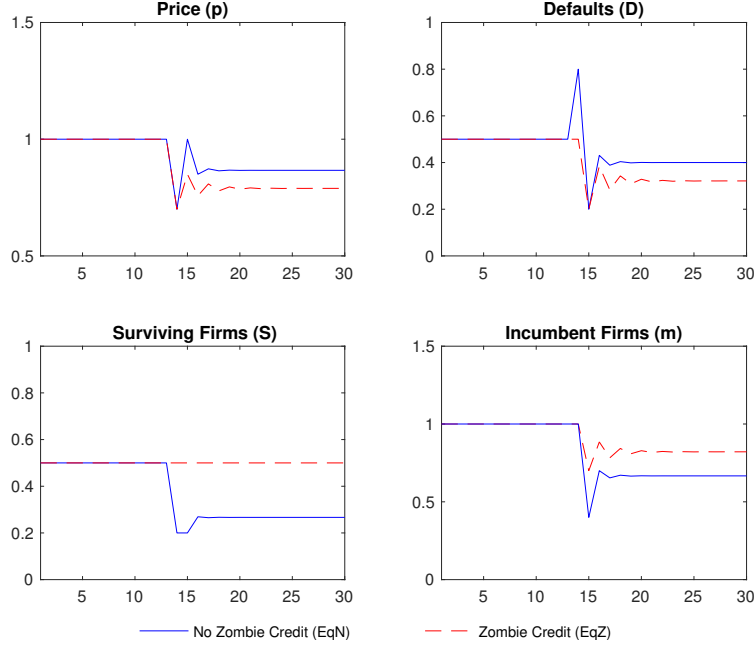 Price (p)
1.5
1
0.5
5 10 15 20 25 30
Defaults (D)
1
0.8
0.6
0.4
0.2
0
5 10 15 20 25 30
Surviving Firms (S)
1
0.8
0.6
0.4
0.2
0
5 10 15 20 25 30
Incumbent Firms (m)
1.5
1
0.5
0
5 10 15 20 25 30
No Zombie Credit (EqN)
Zombie Credit (EqZ)